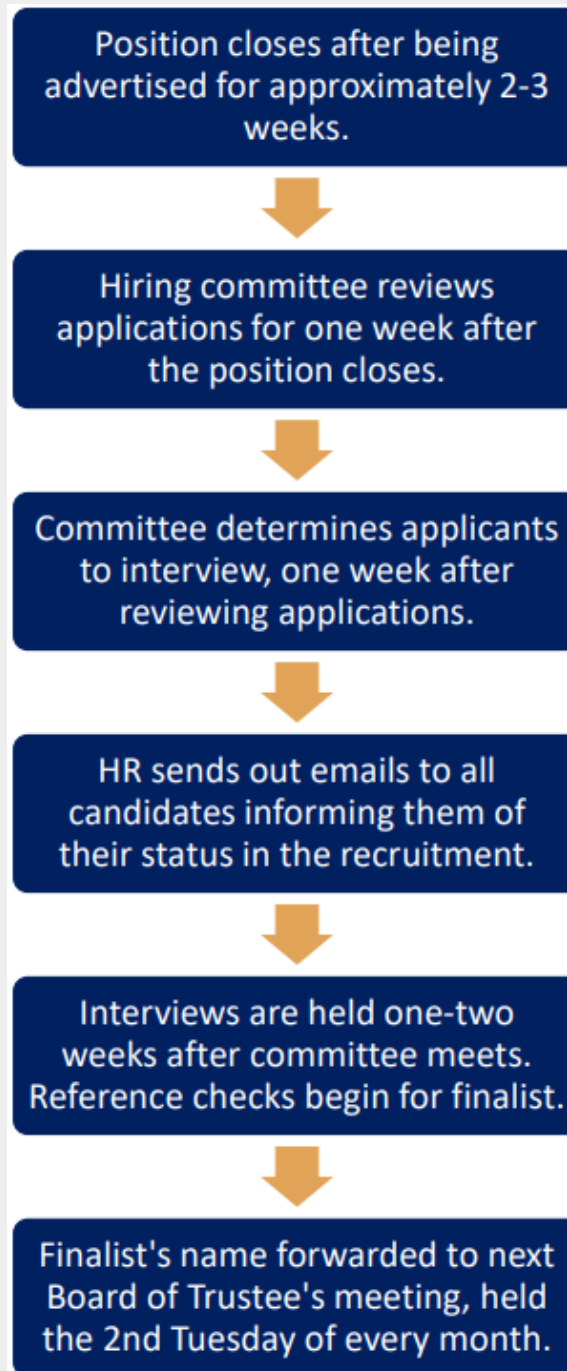 Position closes after being
advertised for approximately 2-3
weeks.
Hiring committee reviews
applications for one week after
the position closes.
Committee determines applicants
to interview, one week after
reviewing applications.
HR sends out emails to all
candidates informing them of
their status in the recruitment.
Interviews are held one-two
weeks after committee meets.
Reference checks begin for finalist.
Finalist's name forwarded to next
Board of Trustee's meeting, held
the 2nd Tuesday of every month.